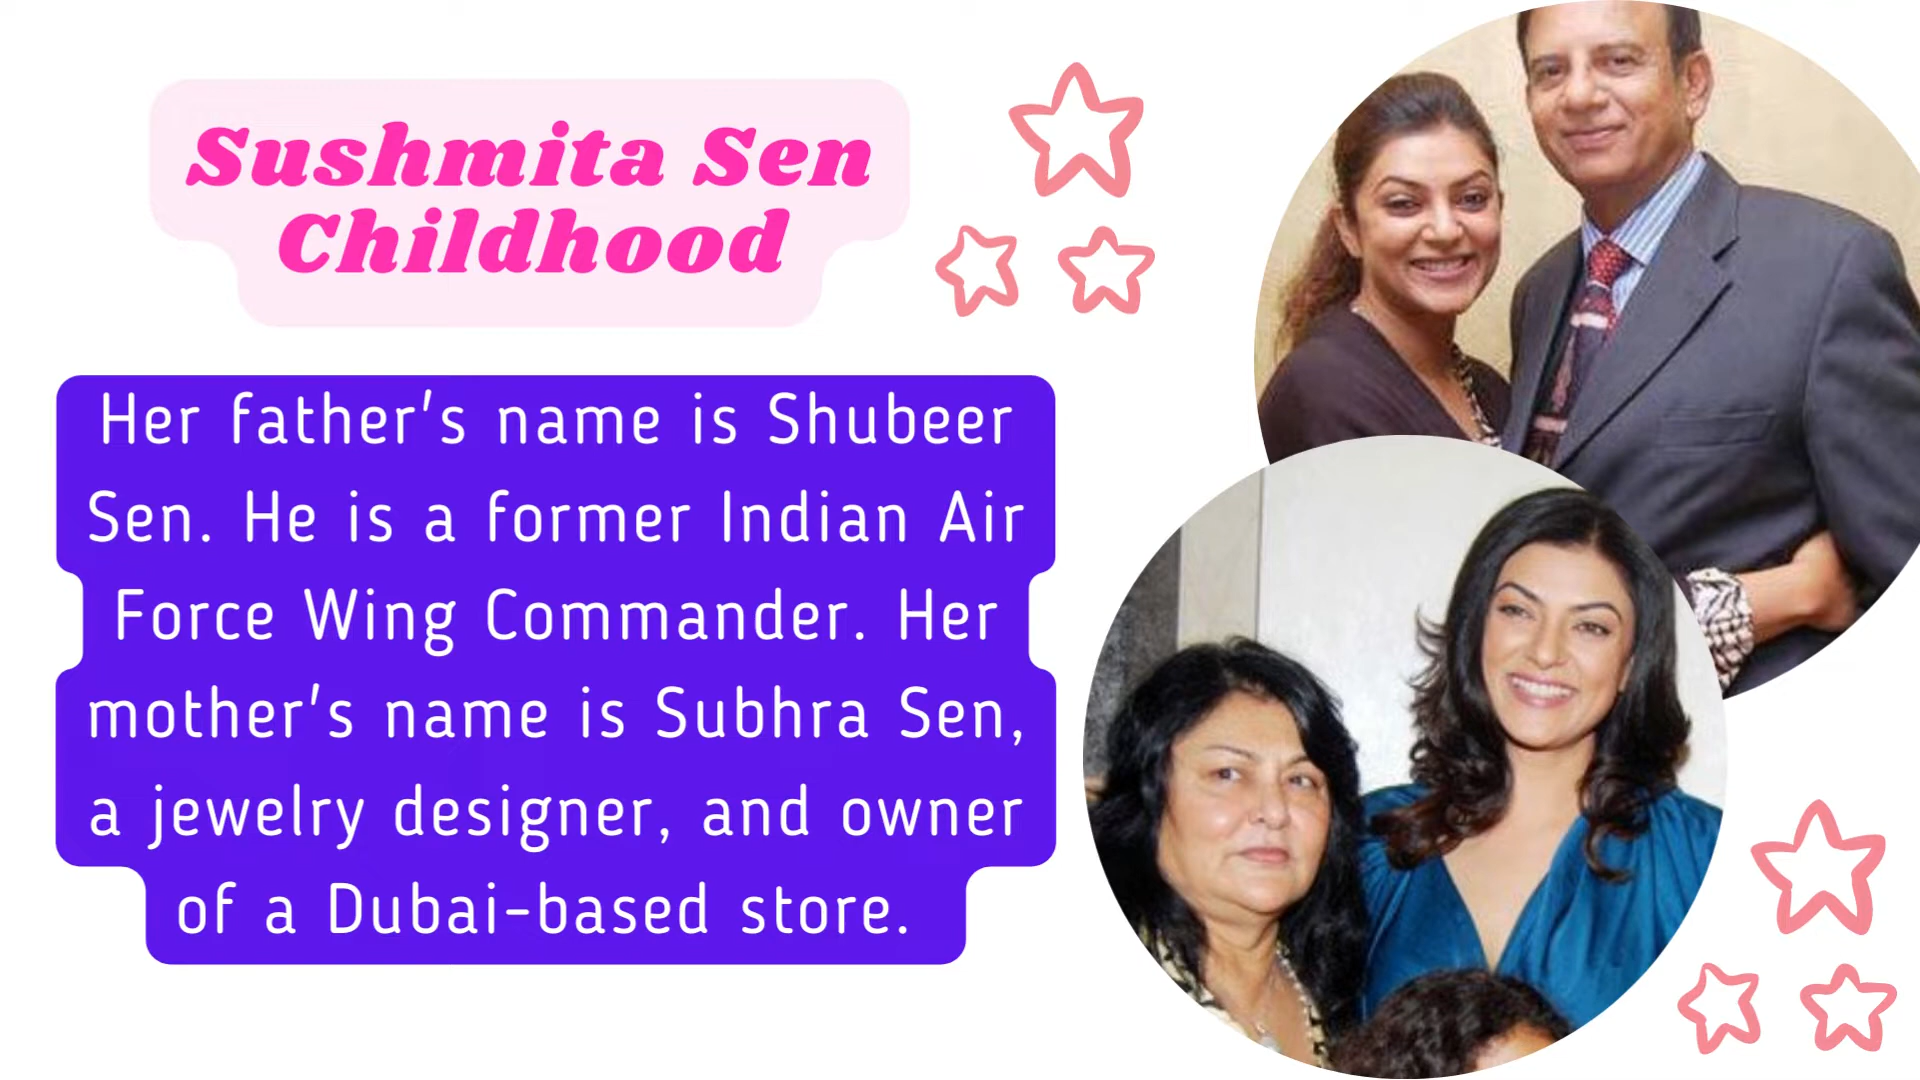 Sushmita Sen
Childhood
Her father's name is Shubeer
Sen. He is a former Indian Air
Force Wing Commander. Her
mother's name is Subhra Sen,
a jewelry designer, and owner
of a Dubai-based store.